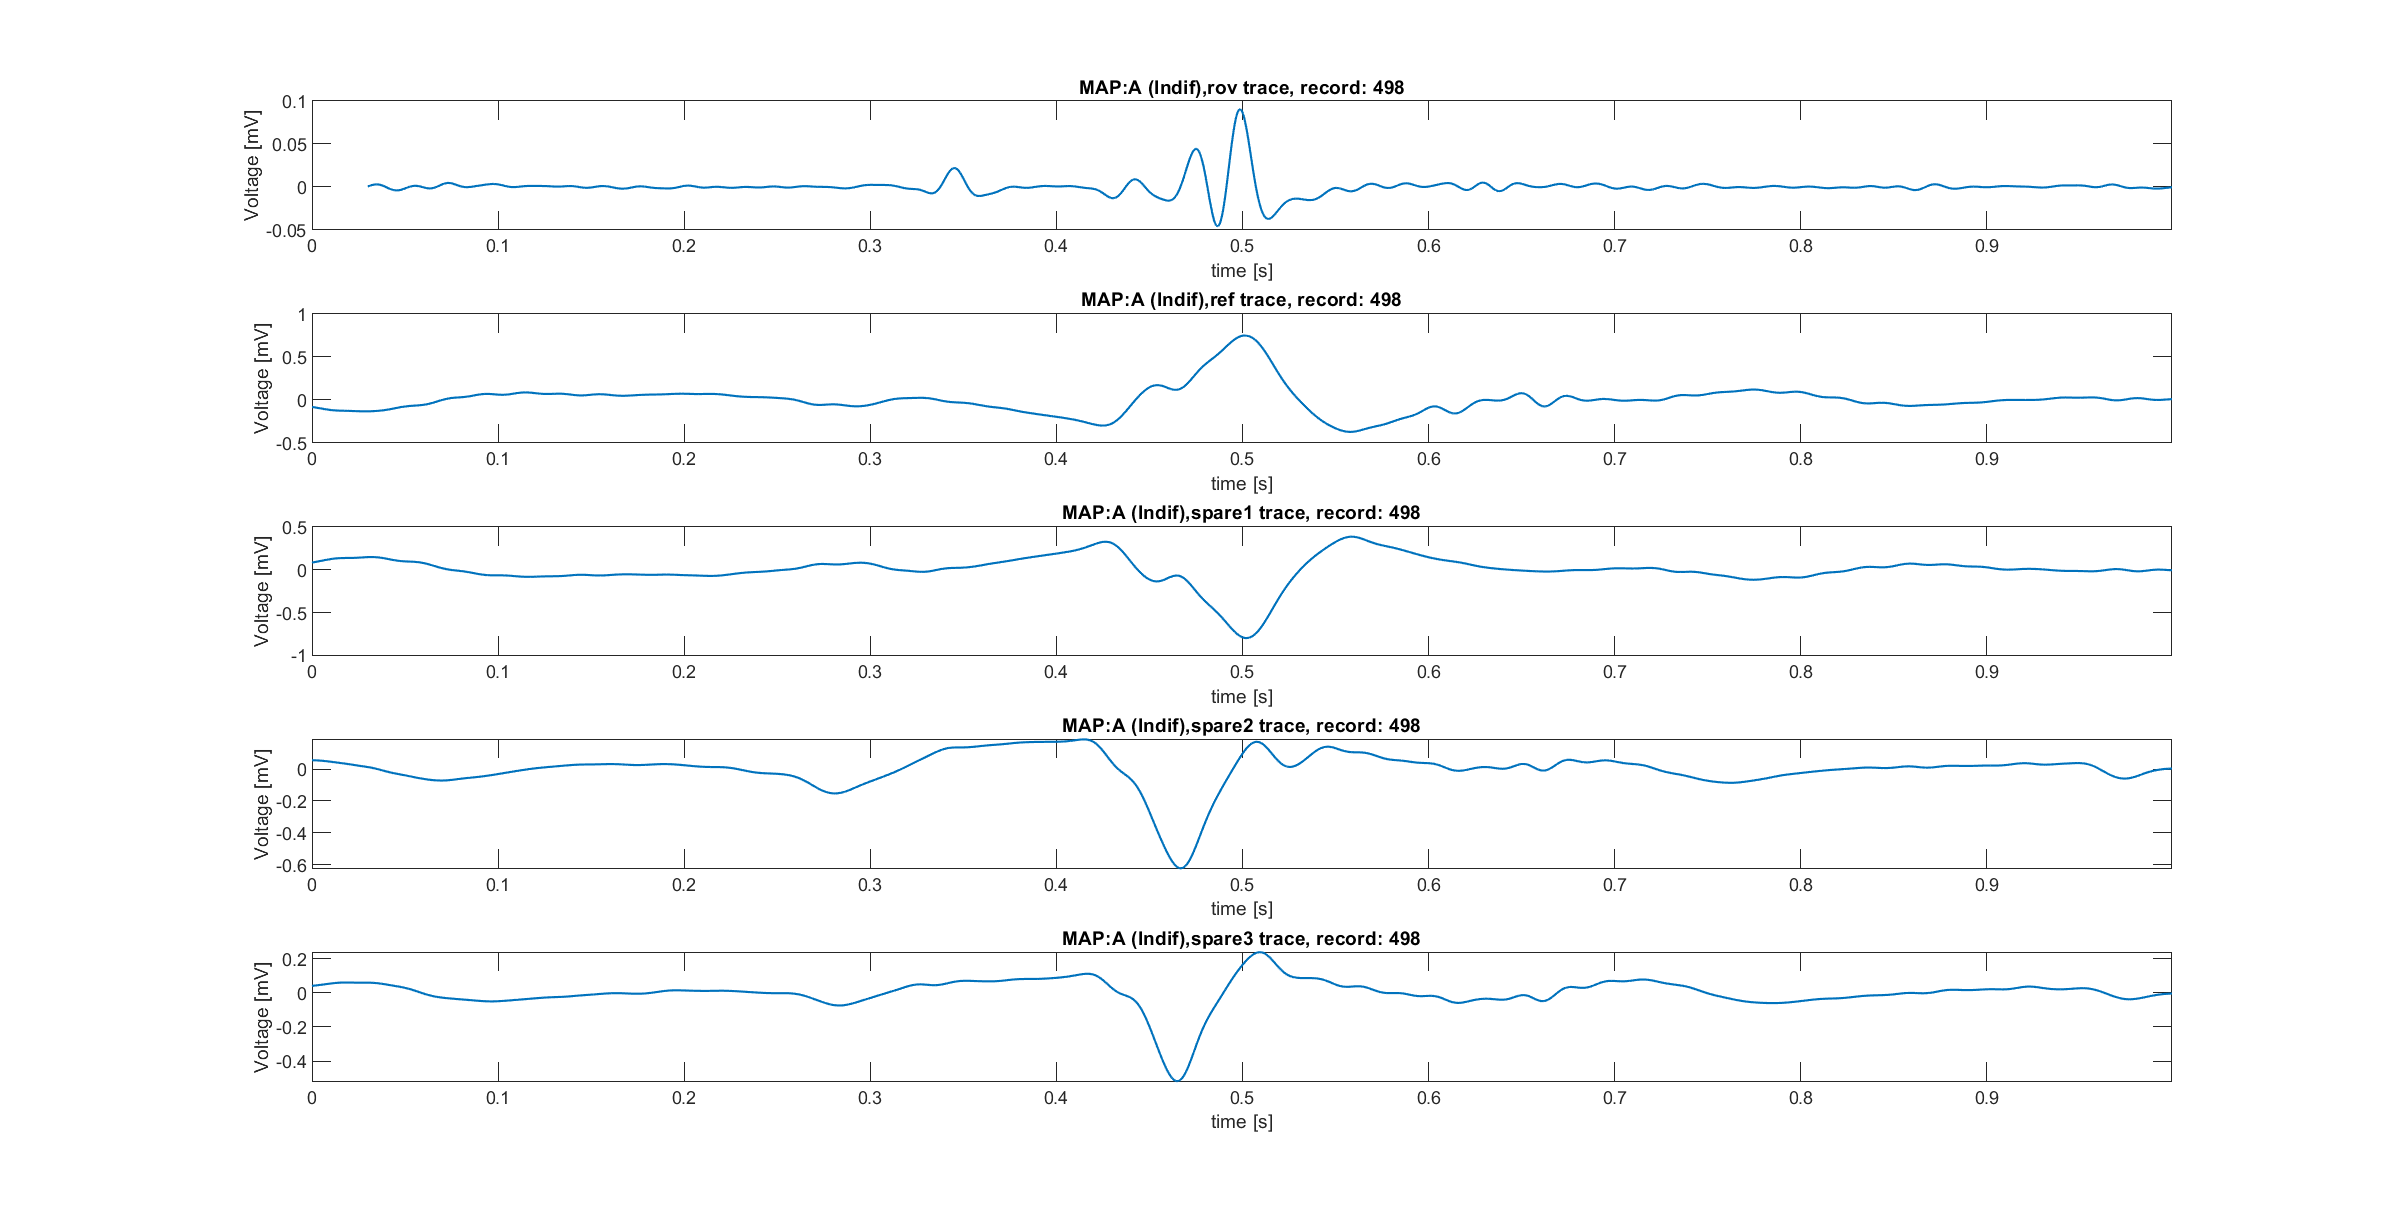 MAP:A (Indif),rov trace, record: 498
Voltage [mV]
0.1
0.05
0
-0.05
0 0.1 0.2 0.3 0.4 0.5 0.6 0.7 0.8 0.9
time [s]
MAP:A (Indif),ref trace, record: 498
Voltage [mV]
1
0.5
0
-0.5
0 0.1 0.2 0.3 0.4 0.5 0.6 0.7 0.8 0.9
time [s]
MAP:A (Indif),spare1 trace, record: 498
Voltage [mV]
0.5
0
-0.5
-1
0 0.1 0.2 0.3 0.4 0.5 0.6 0.7 0.8 0.9
time [s]
MAP:A (Indif),spare2 trace, record: 498
Voltage [mV]
0
-0.2
-0.4
-0.6
0 0.1 0.2 0.3 0.4 0.5 0.6 0.7 0.8 0.9
time [s]
MAP:A (Indif),spare3 trace, record: 498
Voltage [mV]
0.2
0
-0.2
-0.4
0 0.1 0.2 0.3 0.4 0.5 0.6 0.7 0.8 0.9
time [s]